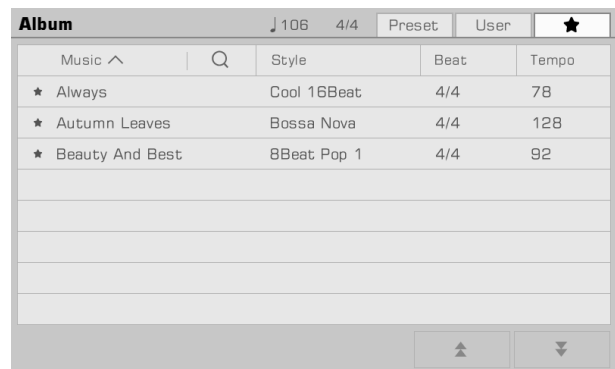 Album ♩106 4/4 Preset User ★
Music Style Beat Tempo
★ Always Cool 16Beat 4/4 78
★ Autumn Leaves Bossa Nova 4/4 128
★ Beauty And Best 8Beat Pop 1 4/4 92